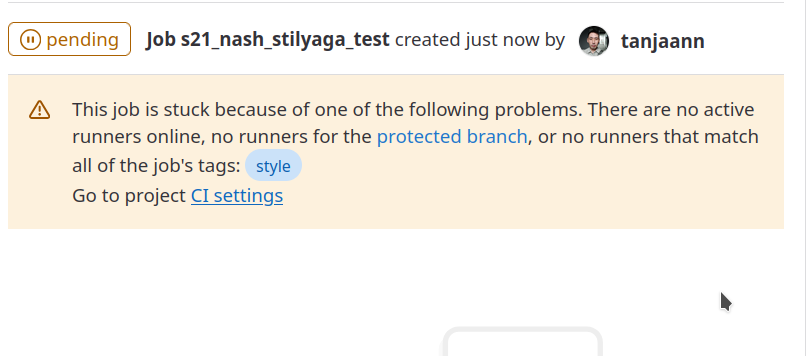 pending Job s21_nash_stilyaga_test created just now by tanjaann
This job is stuck because of one of the following problems. There are no active
runners online, no runners for the protected branch, or no runners that match
all of the job's tags: style
Go to project CI settings